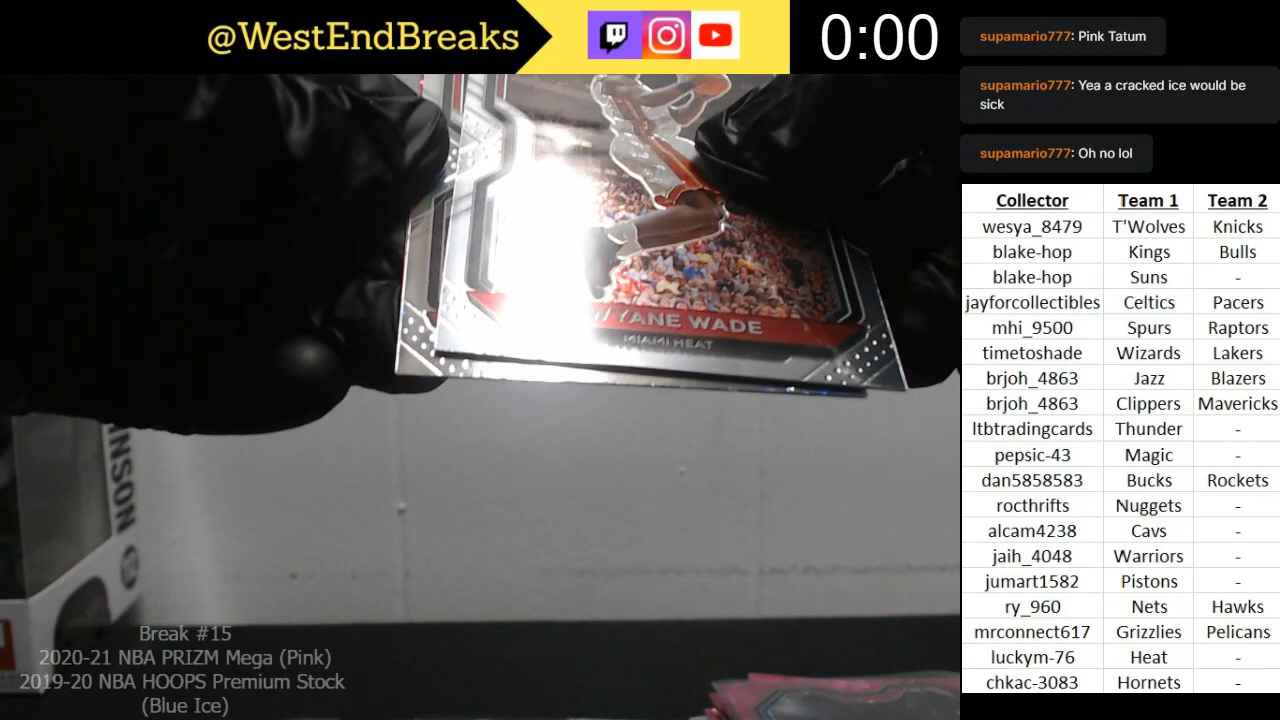 @WestEndBreaks
0:00
supamario777: Pink Tatum
supamario777: Yea a cracked ice would be
sick
supamario777: Oh no lol
WYANE WADE
MIAMI HEAT
NSON
Collector Team 1 Team 2
wesya_8479 T'Wolves Knicks
blake-hop Kings Bulls
blake-hop Suns -
jayforcollectibles Celtics Pacers
mhi_9500 Spurs Raptors
timetoshade Wizards Lakers
brjoh_4863 Jazz Blazers
brjoh_4863 Clippers Mavericks
ltbtradingcards Thunder -
pepsic-43 Magic -
dan5858583 Bucks Rockets
rocthrifts Nuggets -
alcam4238 Cavs -
jaih_4048 Warriors -
jumart1582 Pistons -
ry_960 Nets Hawks
mrconnect617 Grizzlies Pelicans
luckym-76 Heat -
chkac-3083 Hornets -
Break #15
2020-21 NBA PRIZM Mega (Pink)
2019-20 NBA HOOPS Premium Stock
(Blue Ice)